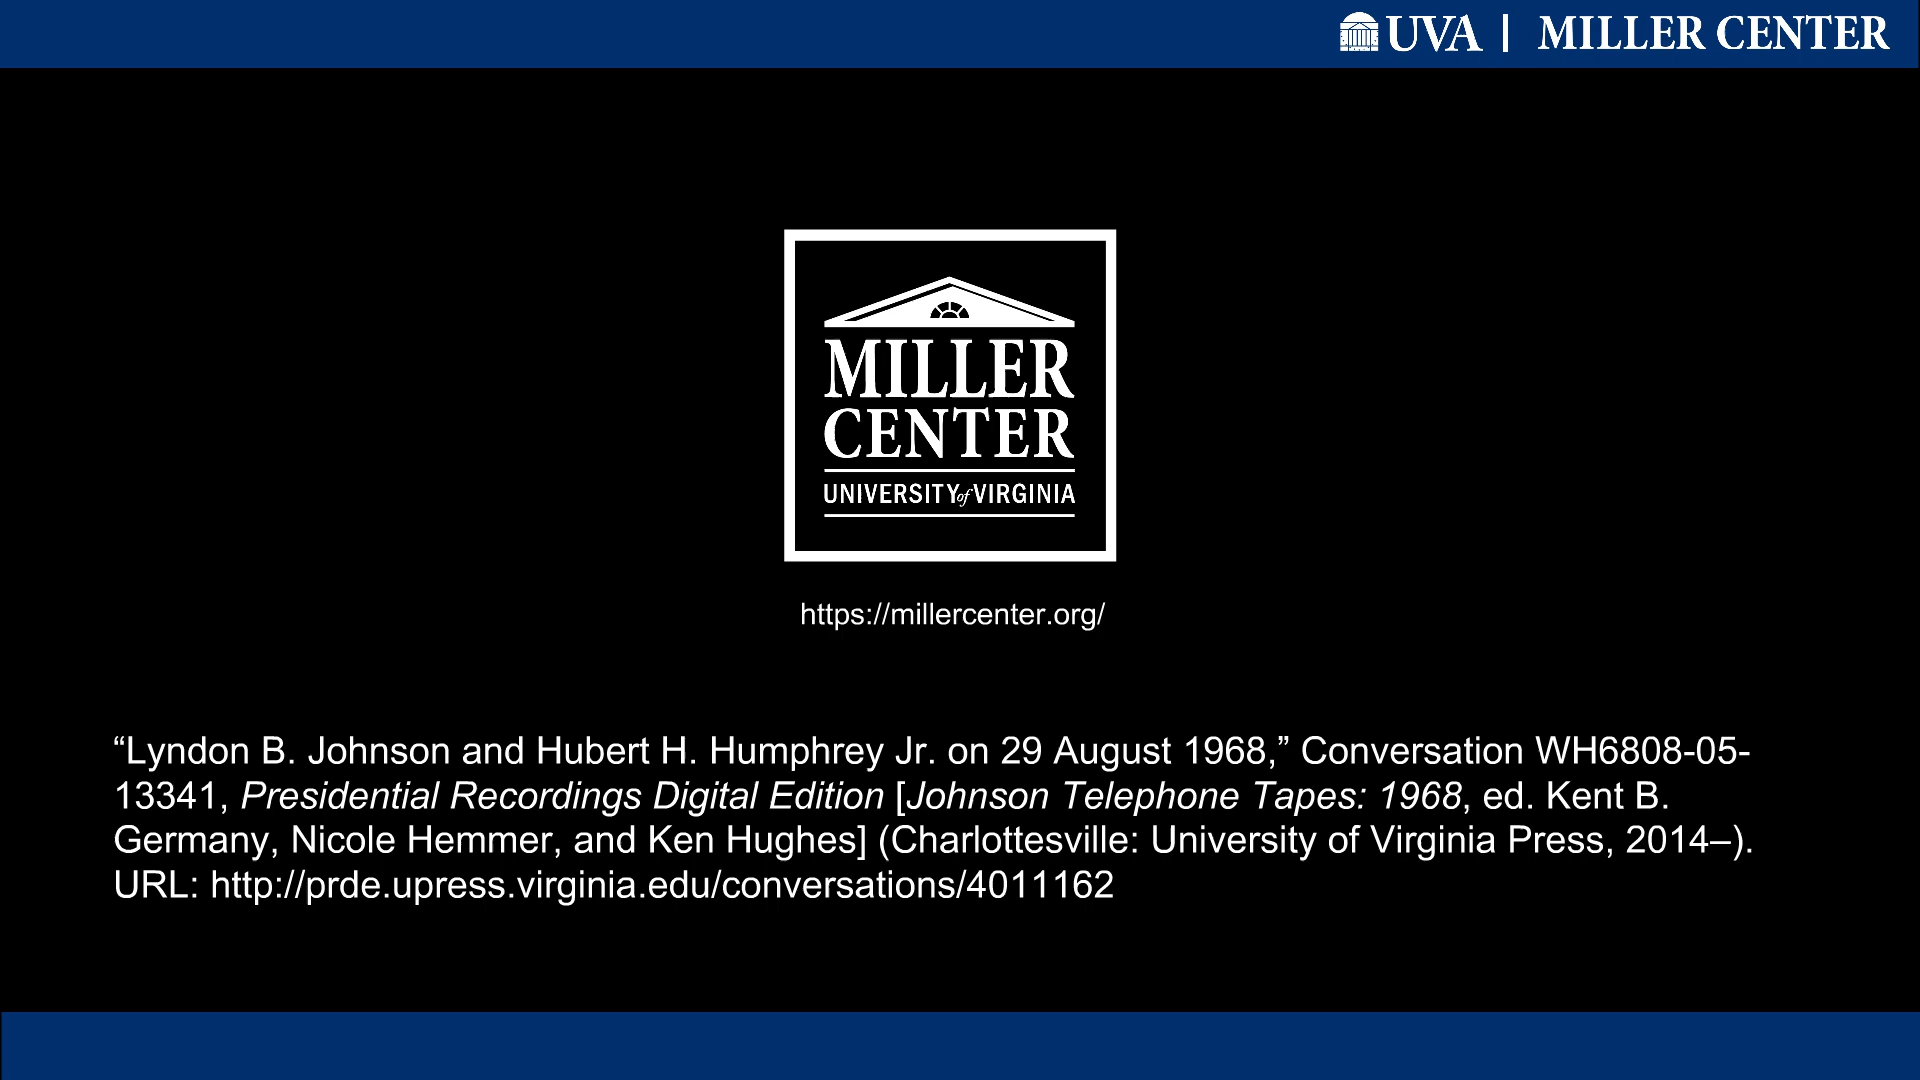 UVA | MILLER CENTER
MILLER
CENTER
UNIVERSITY of VIRGINIA
https://millercenter.org/
“Lyndon B. Johnson and Hubert H. Humphrey Jr. on 29 August 1968,” Conversation WH6808-05-
13341, Presidential Recordings Digital Edition [Johnson Telephone Tapes: 1968, ed. Kent B.
Germany, Nicole Hemmer, and Ken Hughes] (Charlottesville: University of Virginia Press, 2014–).
URL: http://prde.upress.virginia.edu/conversations/4011162